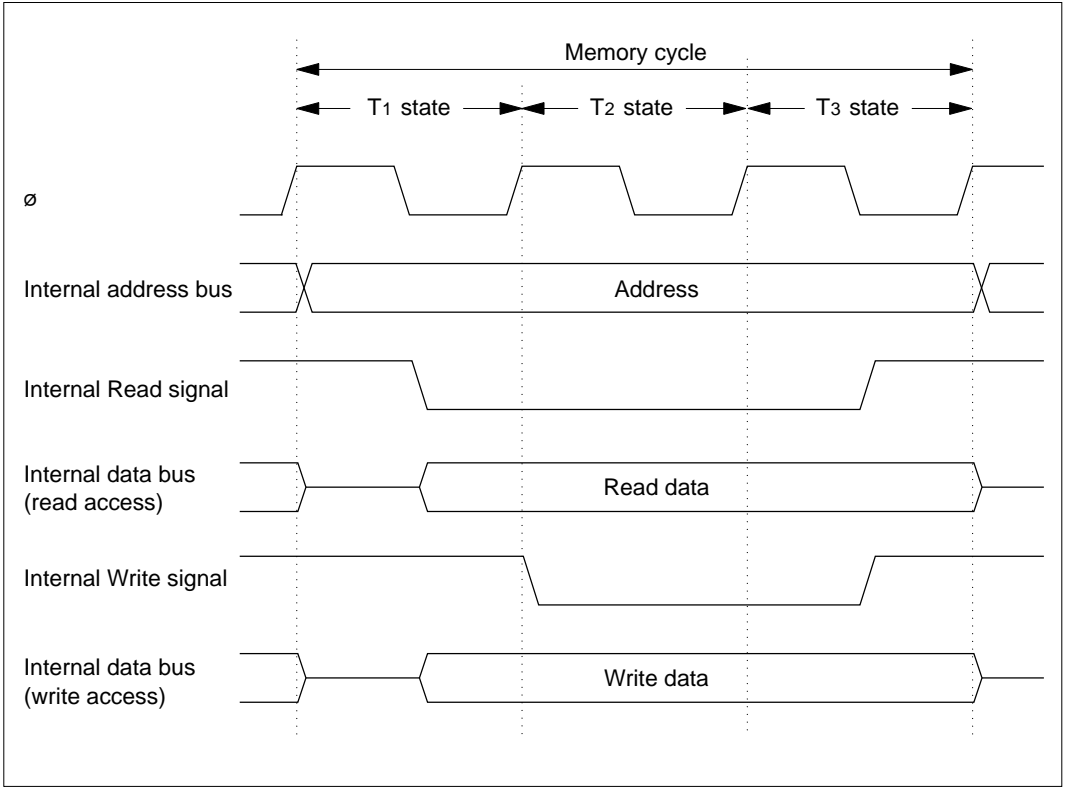 Memory cycle
T1 state
T2 state
T3 state
ø
Internal address bus
Address
Internal Read signal
Internal data bus
(read access)
Read data
Internal Write signal
Internal data bus
(write access)
Write data